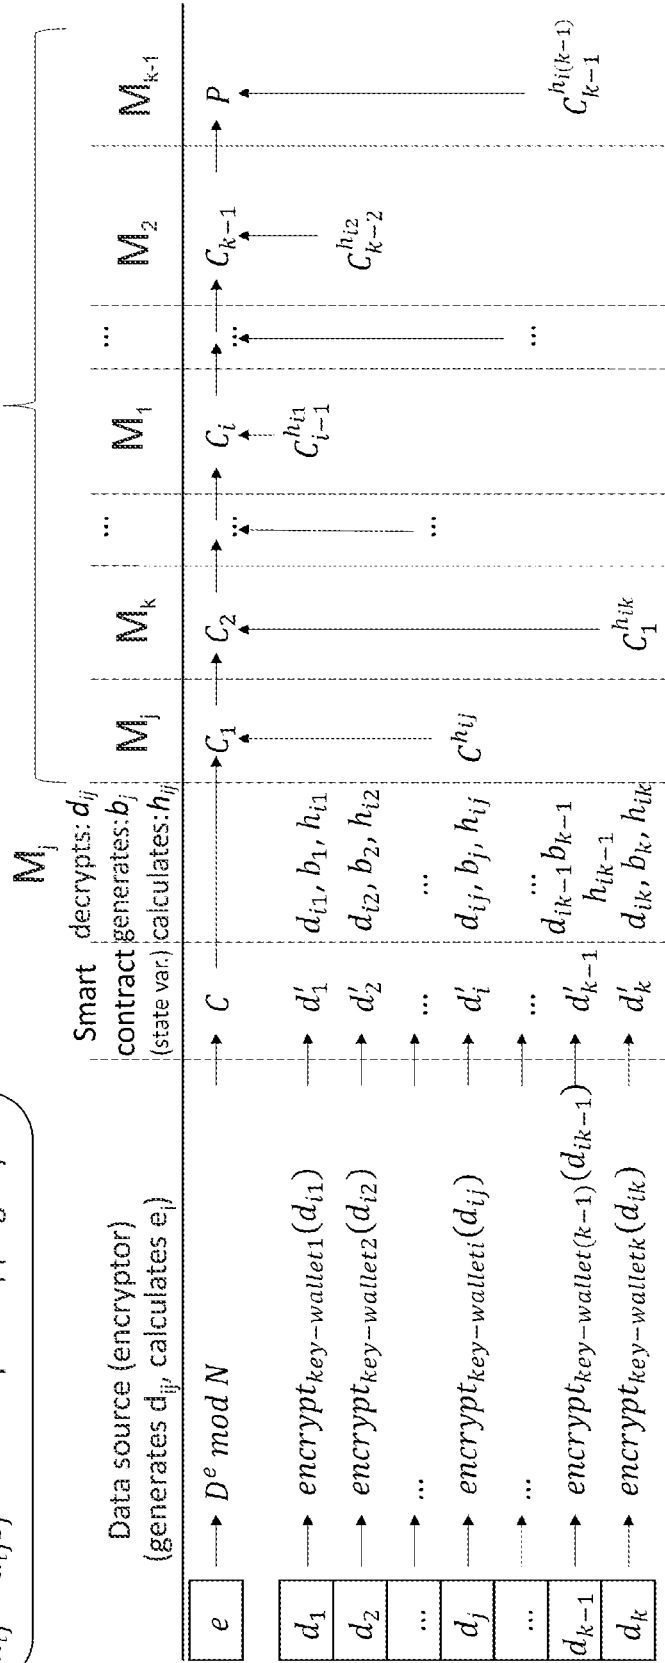 M_j
Data source (encryptor)
(generates d_ij, calculates e_i)
Smart
contract
(state var.)
decrypts: d_ij
generates: b_j
calculates: h_ij
M_j M_k ... M_1 ... M_2 M_k-1
e D^e mod N C C_1 C_2 ... C_i ... C_k-1 P
d_1 encrypt_key-wallet1(d_i1) d'_1 d_i1, b_1, h_i1 C_i-1^h_i1
d_2 encrypt_key-wallet2(d_i2) d'_2 d_i2, b_2, h_i2 C_k-2^h_i2
... ... ... ... ...
d_j encrypt_key-walleti(d_ij) d'_i d_ij, b_j, h_ij C^h_ij
... ... ... ... ...
d_k-1 encrypt_key-wallet(k-1)(d_ik-1) d'_k-1 d_ik-1 b_k-1 C_k-1^h_i(k-1)
h_ik-1
d_k encrypt_key-walletk(d_ik) d'_k d_ik, b_k, h_ik C_1^h_ik